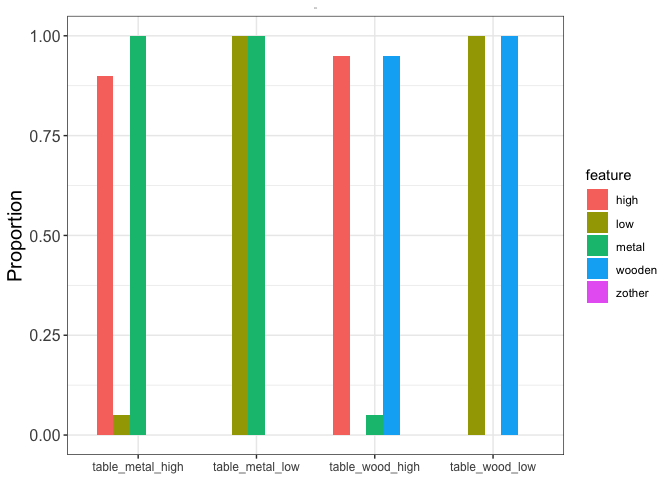 1.00
0.75
0.50
0.25
0.00
Proportion
table_metal_high table_metal_low table_wood_high table_wood_low
feature
high
low
metal
wooden
zother